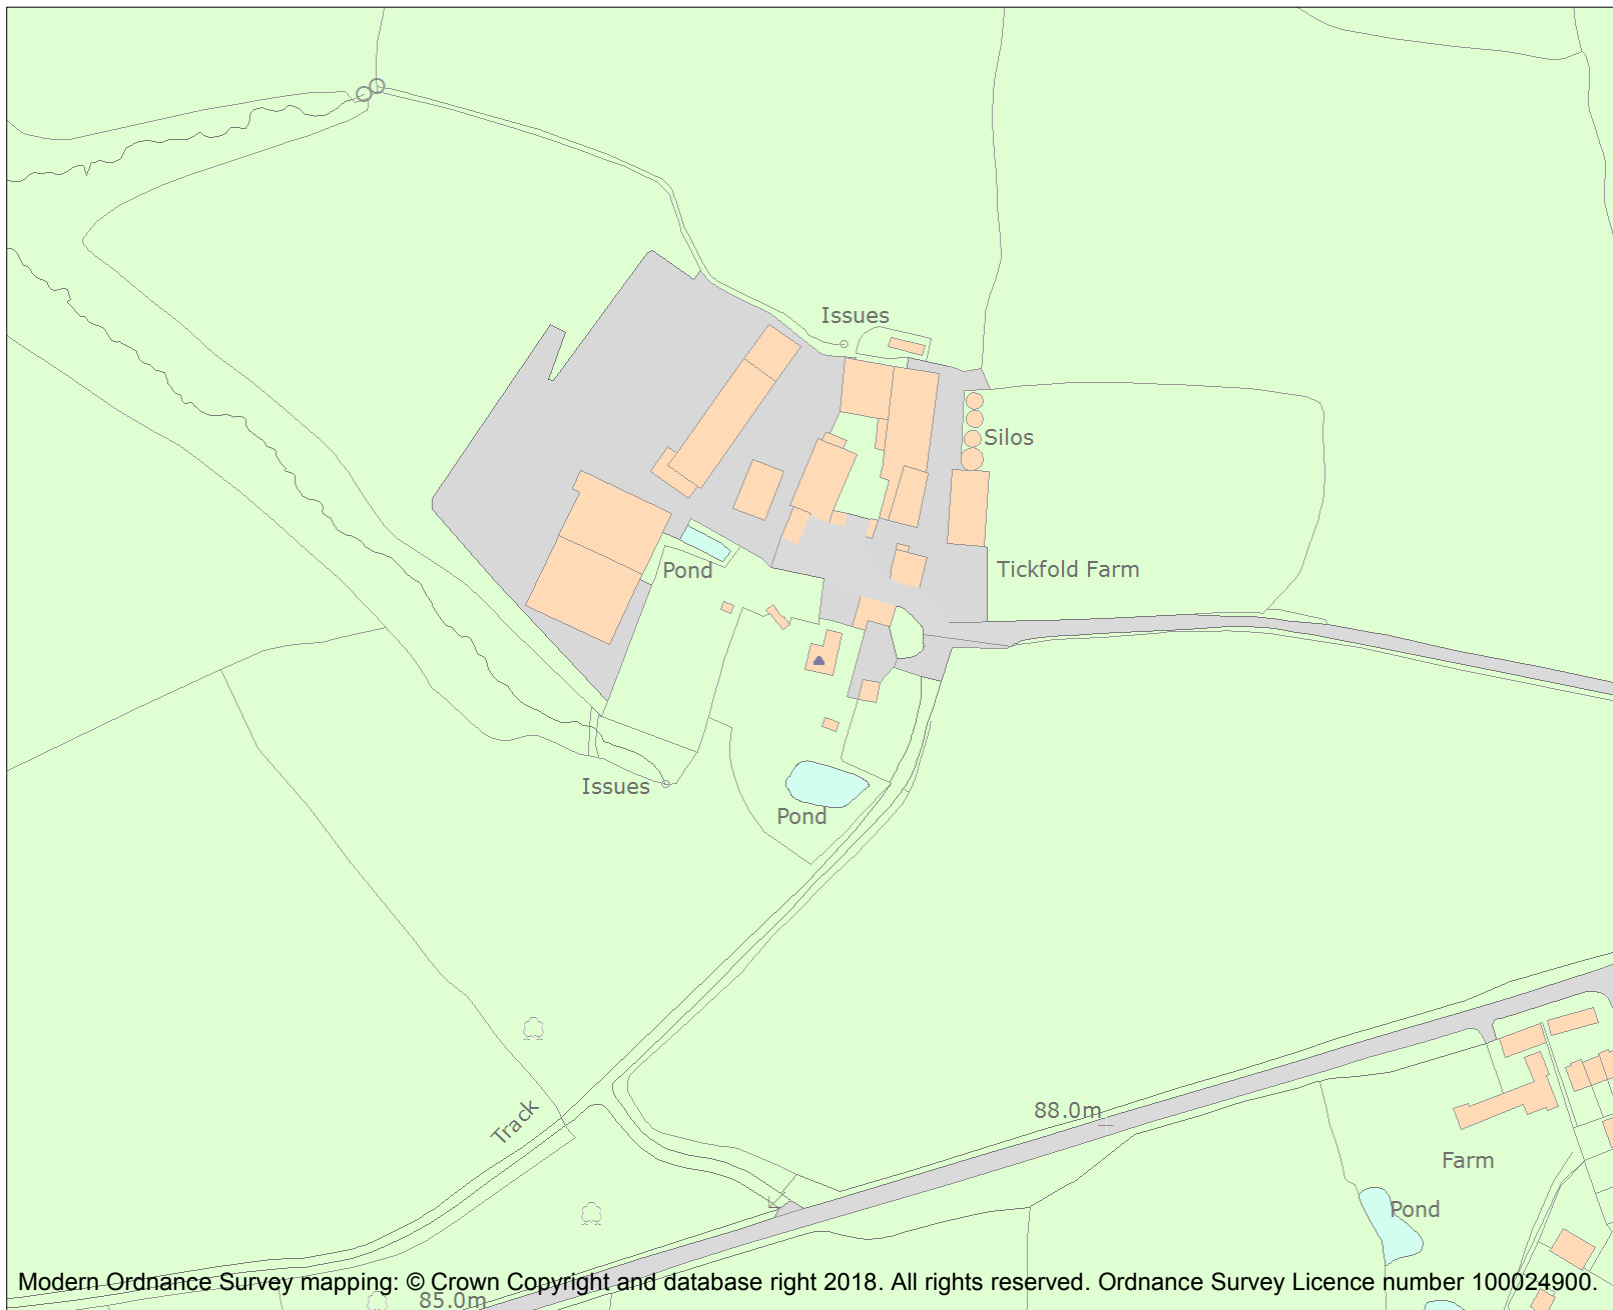 Issues
Silos
Tickfold Farm
Pond
Issues
Pond
Track
88.0m
Farm
Pond
Modern Ordnance Survey mapping: © Crown Copyright and database right 2018. All rights reserved. Ordnance Survey Licence number 100024900.
85.0m